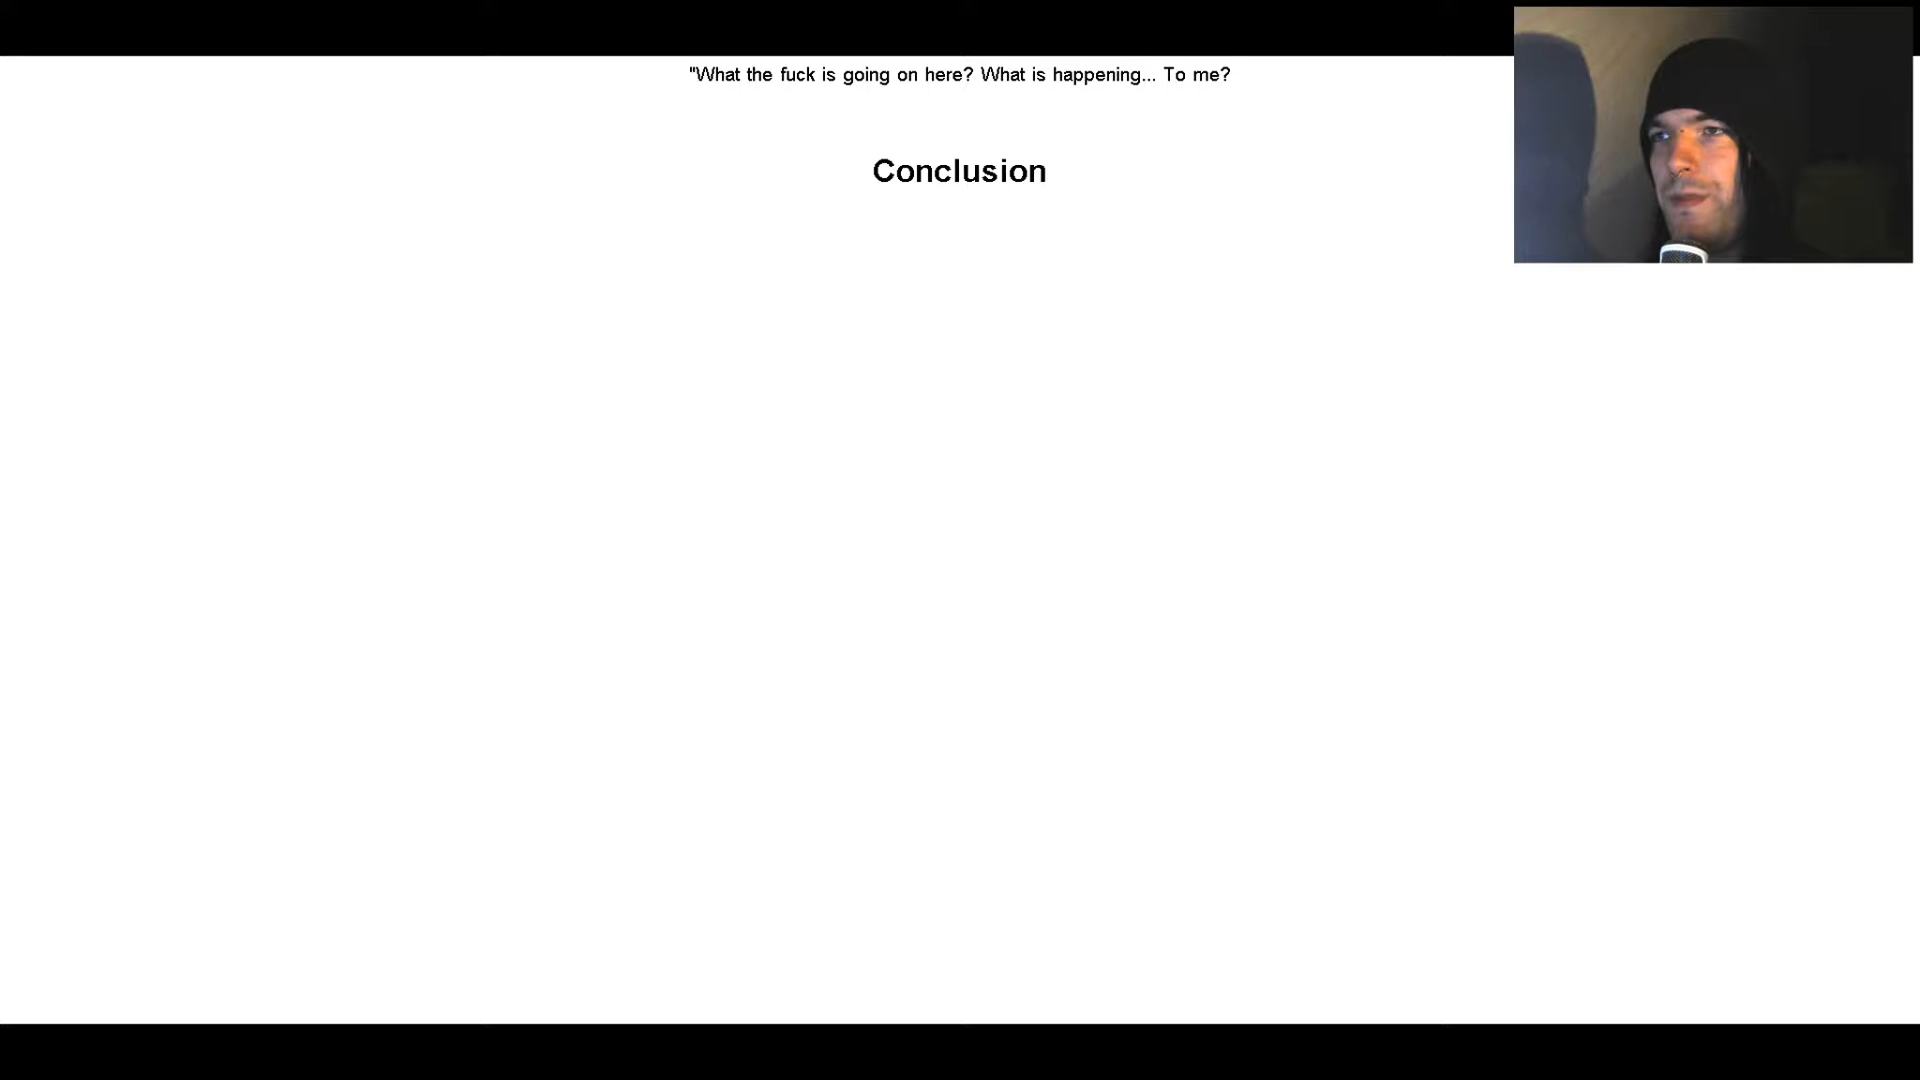 "What the fuck is going on here? What is happening... To me?
Conclusion